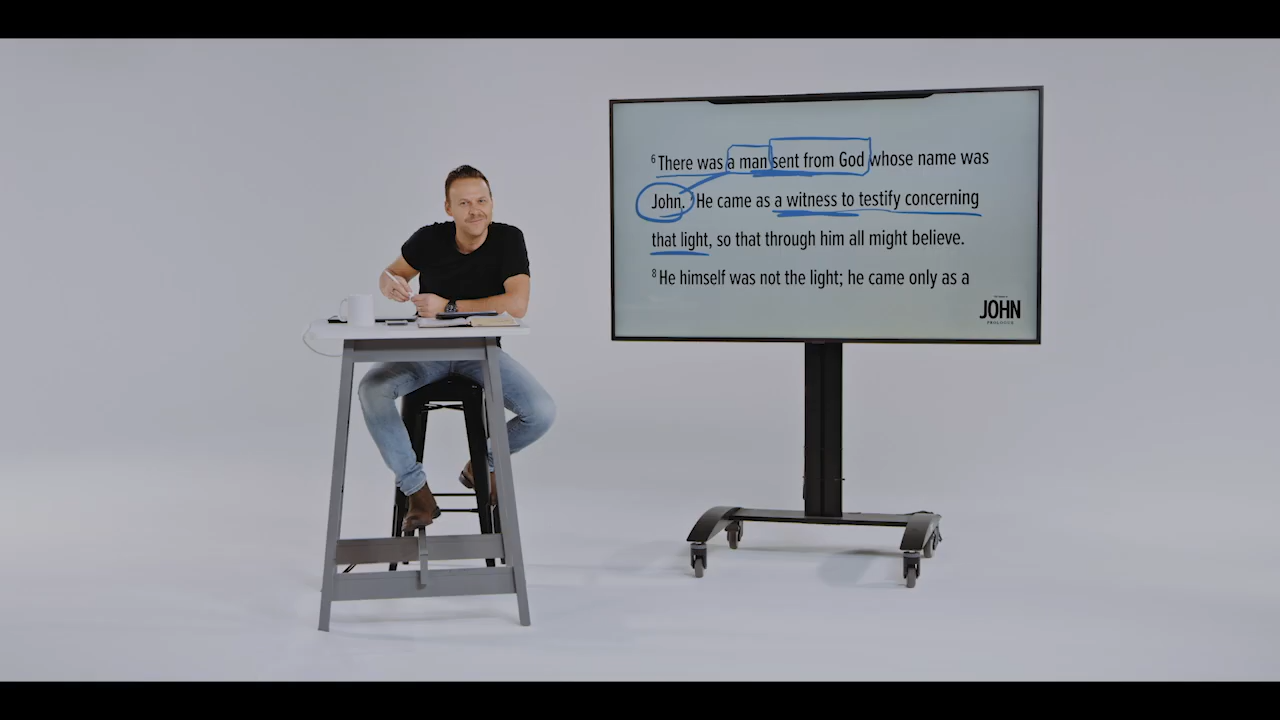 6 There was a man sent from God whose name was
John. 7 He came as a witness to testify concerning
that light, so that through him all might believe.
8 He himself was not the light; he came only as a
JOHN
PROLOGUE